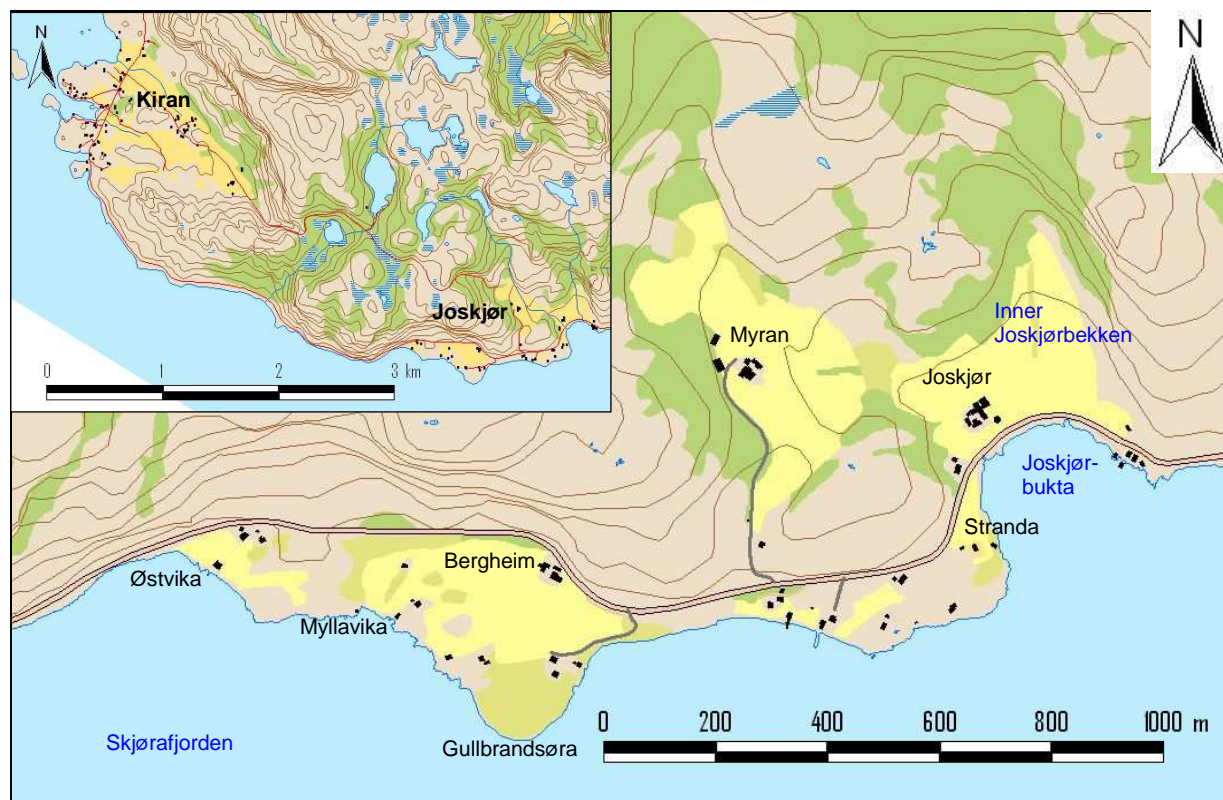 N
N
Kiran
Joskjør
0
1
2
3 km
Myran
Inner
Joskjørbekken
Joskjør
Joskjør-
bukta
Stranda
Bergheim
Østvika
Myllavika
Skjørafjorden
Gullbrandsøra
0 200 400 600 800 1000 m